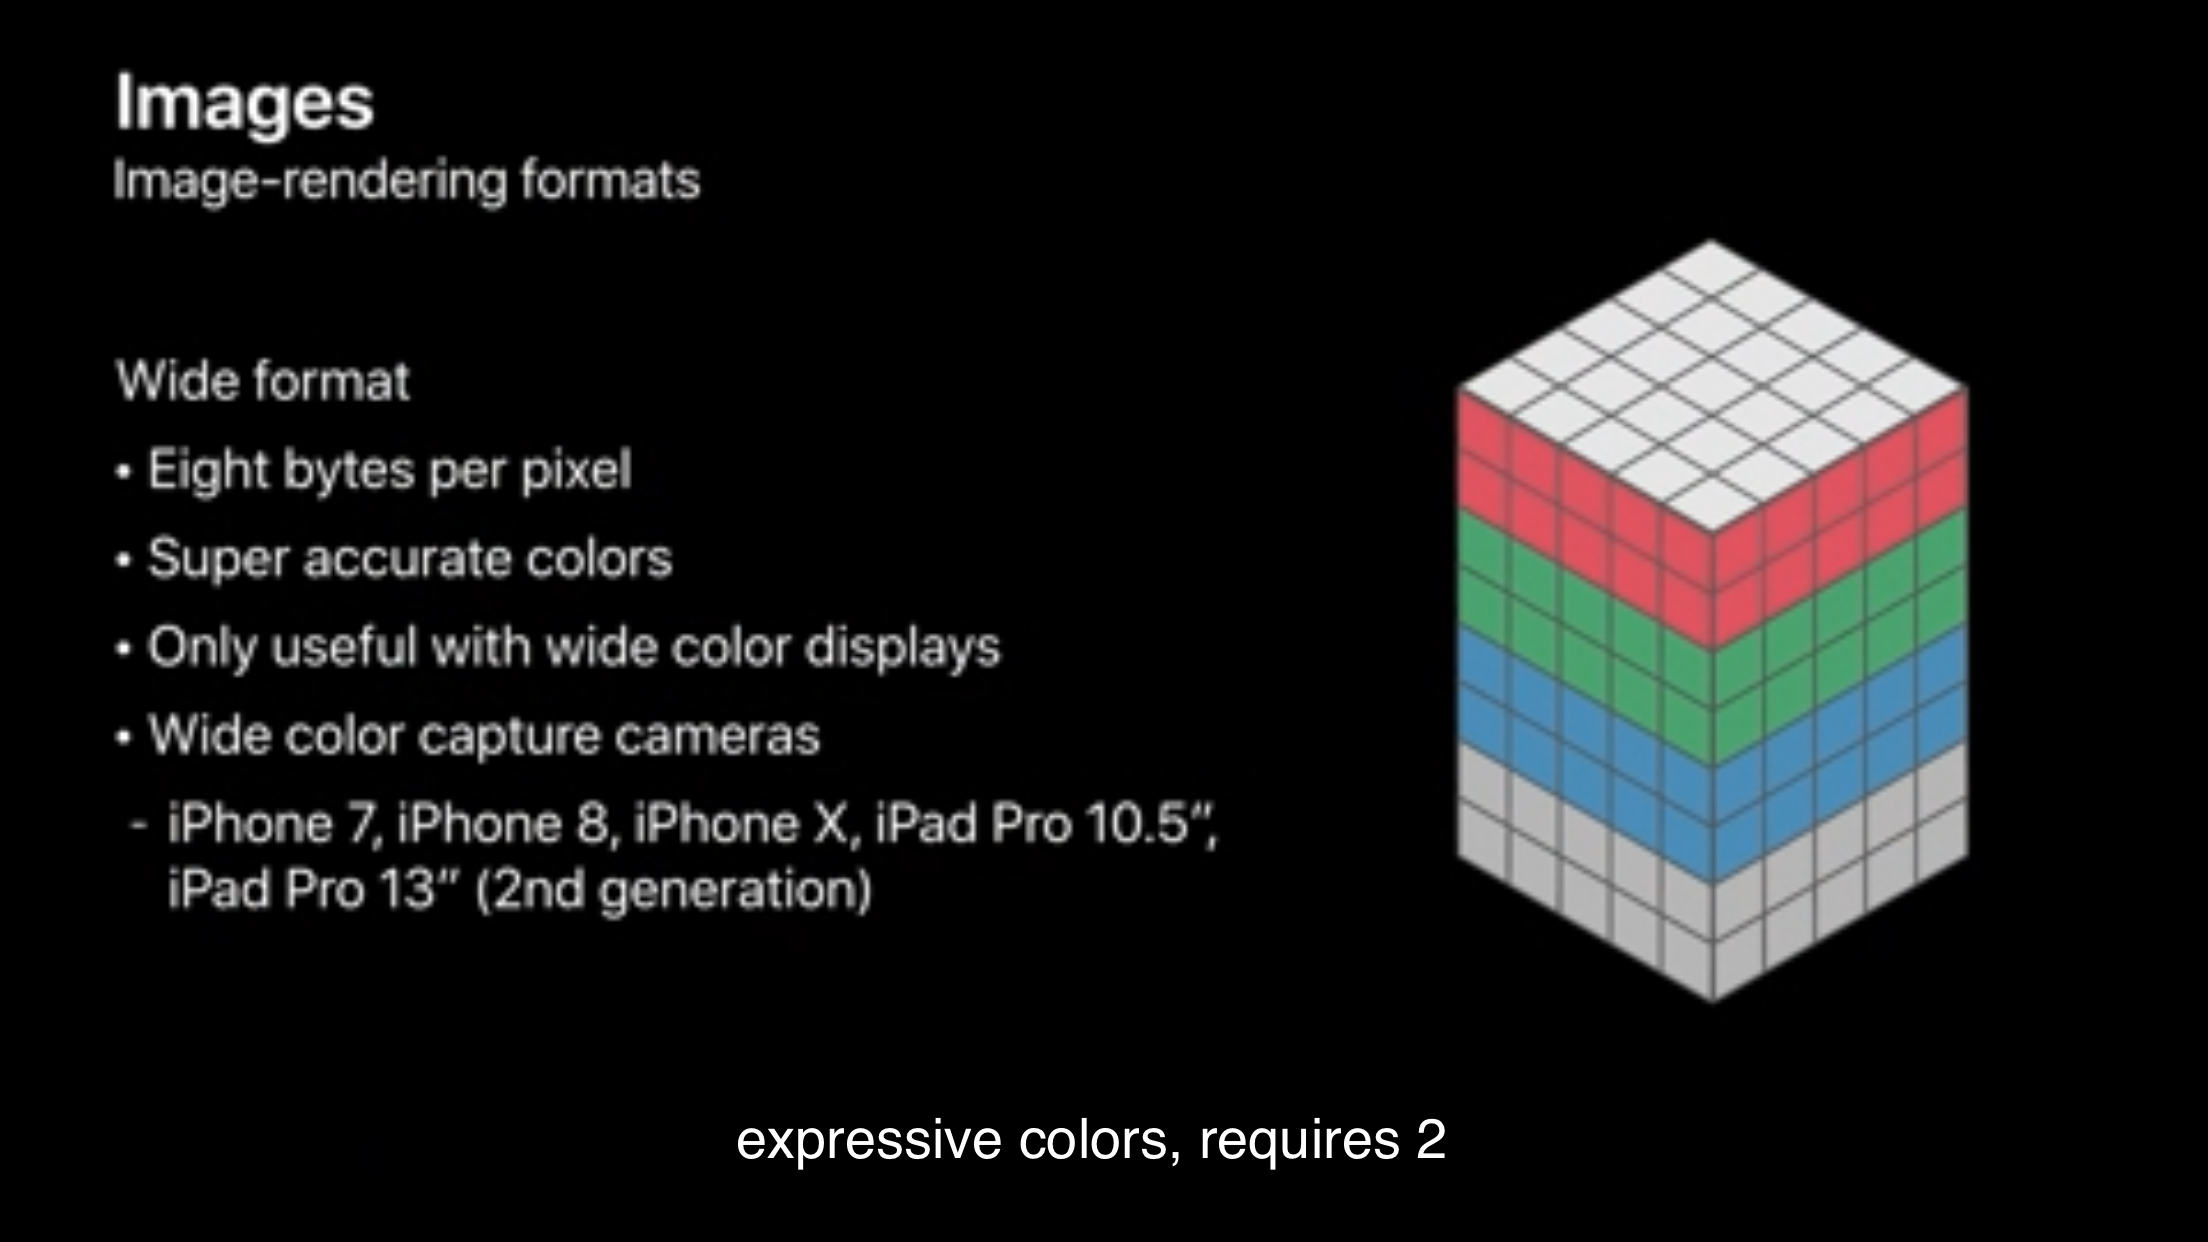 Images
Image-rendering formats
Wide format
• Eight bytes per pixel
• Super accurate colors
• Only useful with wide color displays
• Wide color capture cameras
- iPhone 7, iPhone 8, iPhone X, iPad Pro 10.5”,
iPad Pro 13” (2nd generation)
expressive colors, requires 2